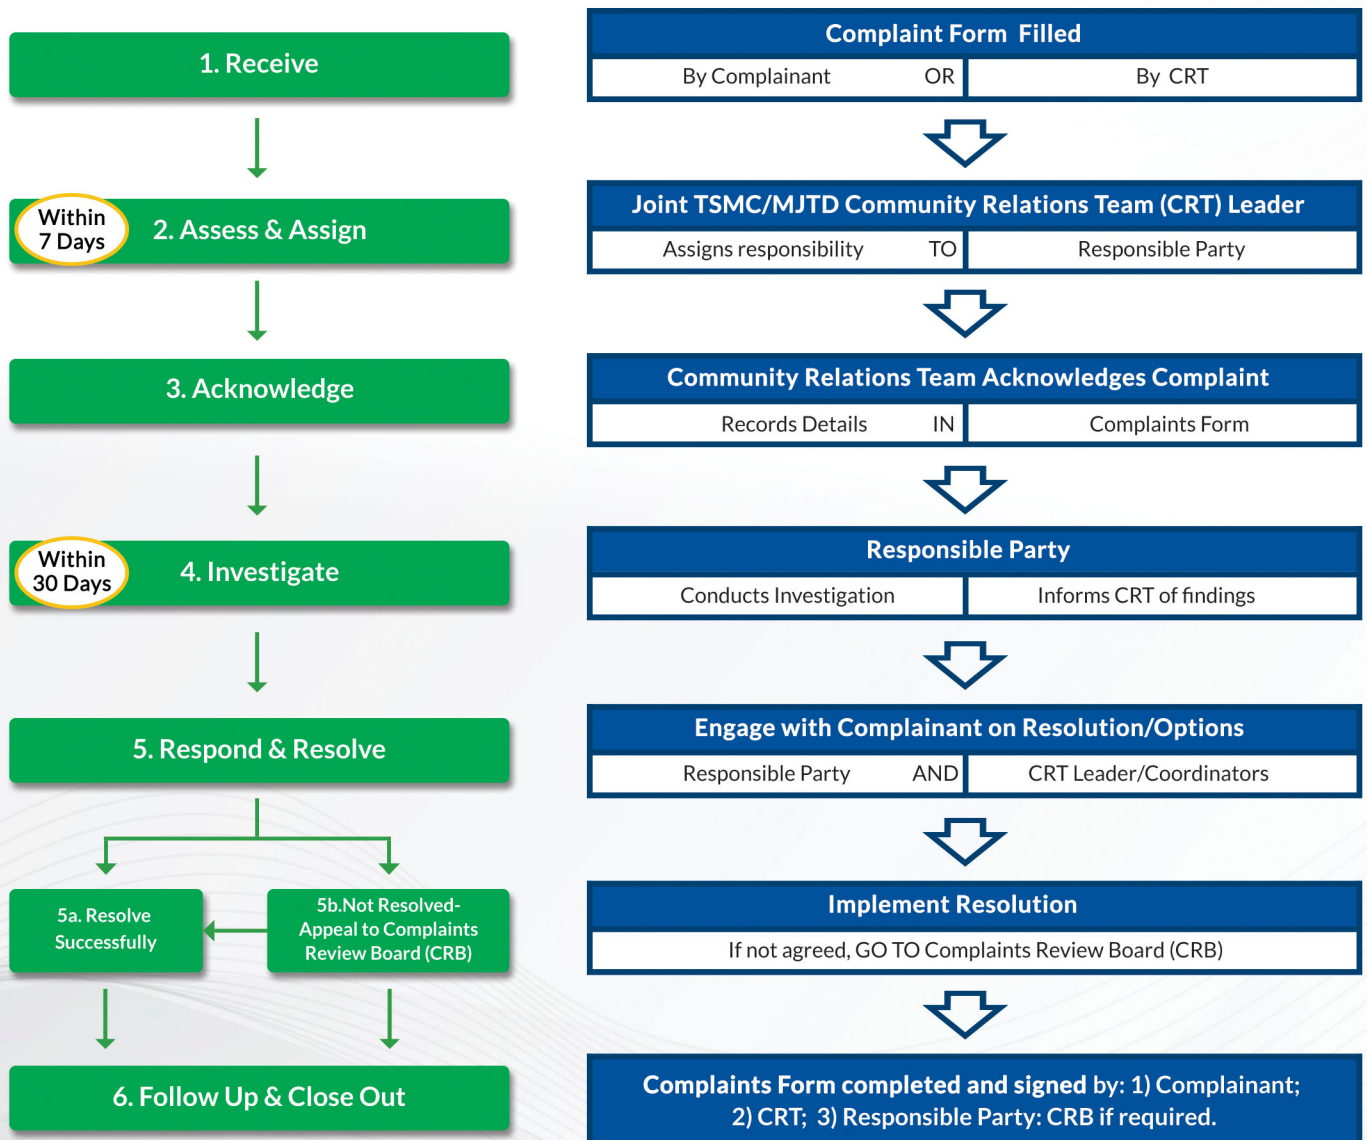 1. Receive
Complaint Form Filled
By Complainant OR By CRT
Within
7 Days
2. Assess & Assign
Joint TSMC/MJTD Community Relations Team (CRT) Leader
Assigns responsibility TO Responsible Party
3. Acknowledge
Community Relations Team Acknowledges Complaint
Records Details IN Complaints Form
Within
30 Days
4. Investigate
Responsible Party
Conducts Investigation Informs CRT of findings
5. Respond & Resolve
Engage with Complainant on Resolution/Options
Responsible Party AND CRT Leader/Coordinators
5a. Resolve
Successfully
5b.Not Resolved-
Appeal to Complaints
Review Board (CRB)
Implement Resolution
If not agreed, GO TO Complaints Review Board (CRB)
6. Follow Up & Close Out
Complaints Form completed and signed by: 1) Complainant;
2) CRT; 3) Responsible Party: CRB if required.